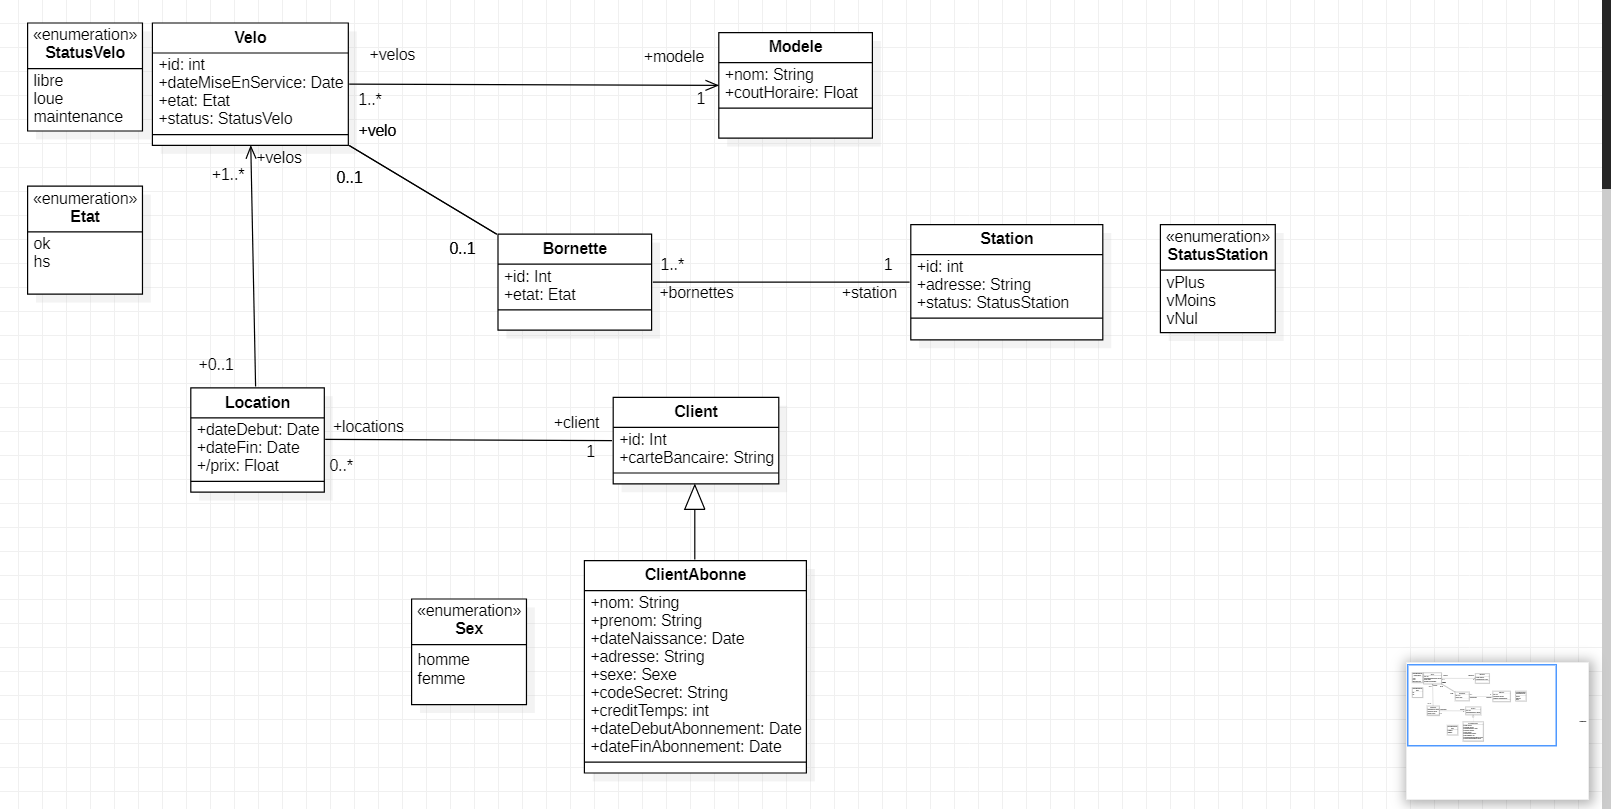 «enumeration»
StatusVelo
libre
loue
maintenance
Velo
+id: int
+dateMiseEnService: Date
+etat: Etat
+status: StatusVelo
+velos
1..*
+modele
1
Modele
+nom: String
+coutHoraire: Float
+velo
0..1
0..1
+velos
+1..*
+0..1
«enumeration»
Etat
ok
hs
Bornette
+id: Int
+etat: Etat
1..*
+bornettes
1
+station
Station
+id: int
+adresse: String
+status: StatusStation
«enumeration»
StatusStation
vPlus
vMoins
vNul
Location
+dateDebut: Date
+dateFin: Date
+/prix: Float
+locations
0..*
+client
1
Client
+id: Int
+carteBancaire: String
«enumeration»
Sex
homme
femme
ClientAbonne
+nom: String
+prenom: String
+dateNaissance: Date
+adresse: String
+sexe: Sexe
+codeSecret: String
+creditTemps: int
+dateDebutAbonnement: Date
+dateFinAbonnement: Date